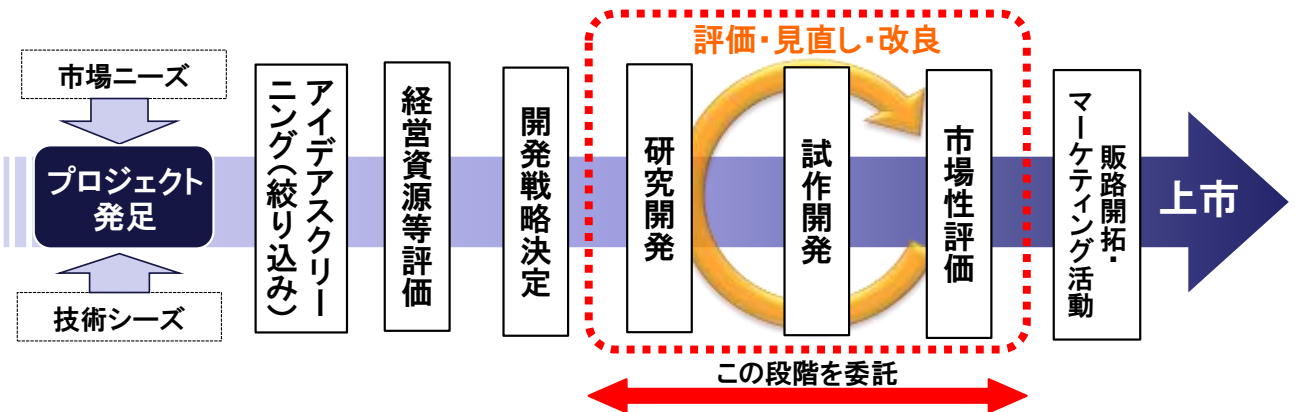 評価・見直し・改良
市場ニーズ
プロジェクト
発足
技術シーズ
アイデアスクリー
ニング（絞り込み）
経営資源等評価
開発戦略決定
研究開発
試作開発
市場性評価
販路開拓・
マーケティング活動
上市
この段階を委託